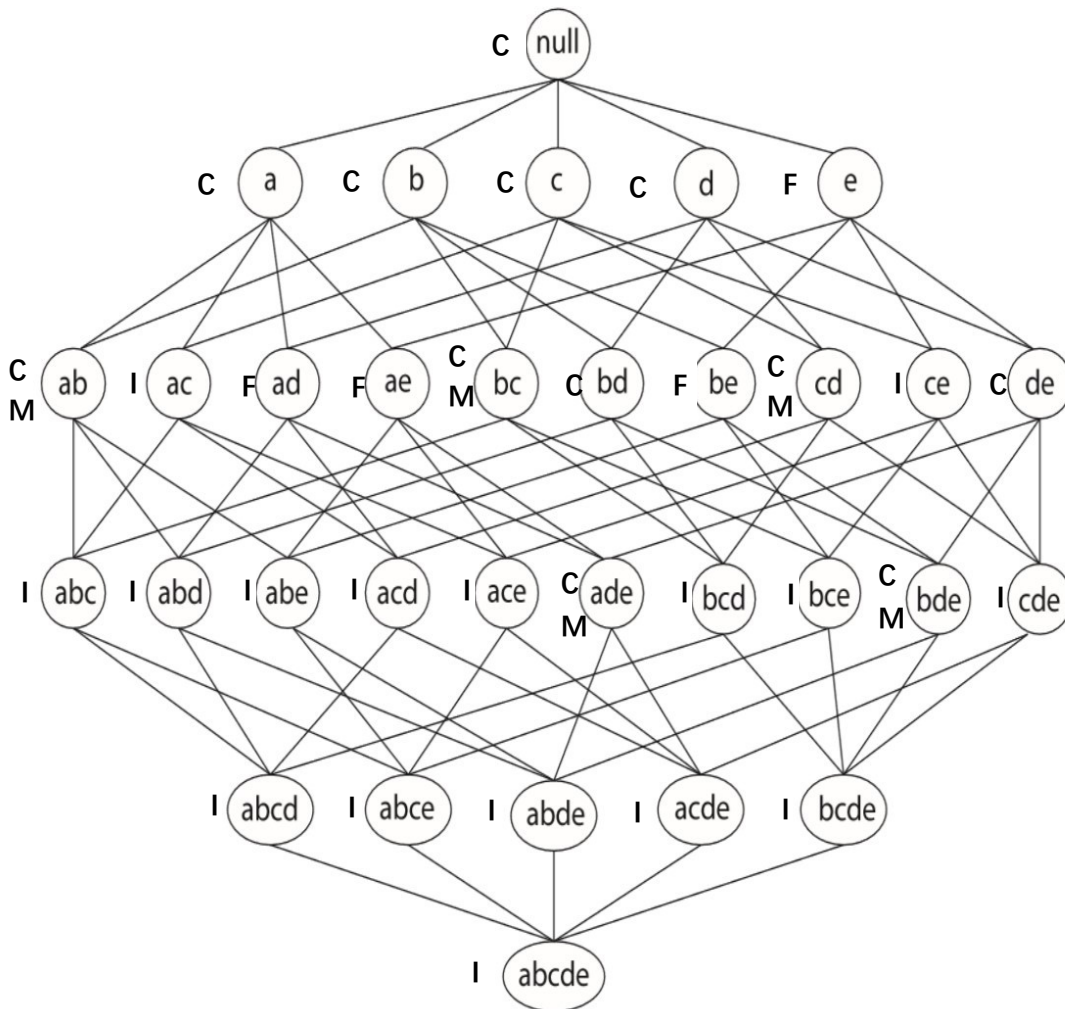 C null
C a C b C c C d F e
C M ab I ac F ad F ae C M bc C bd F be C M cd I ce C de
I abc I abd I abe I acd I ace C M ade I bcd I bce C M bde I cde
I abcd I abce I abde I acde I bcde
I abcde